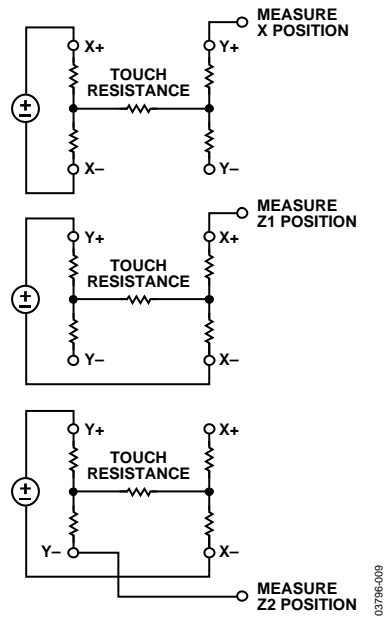 MEASURE
X POSITION
X+
Y+
TOUCH
RESISTANCE
±
X–
Y–
MEASURE
Z1 POSITION
Y+
X+
TOUCH
RESISTANCE
±
Y–
X–
Y+
X+
TOUCH
RESISTANCE
±
Y–
X–
MEASURE
Z2 POSITION
03796-009